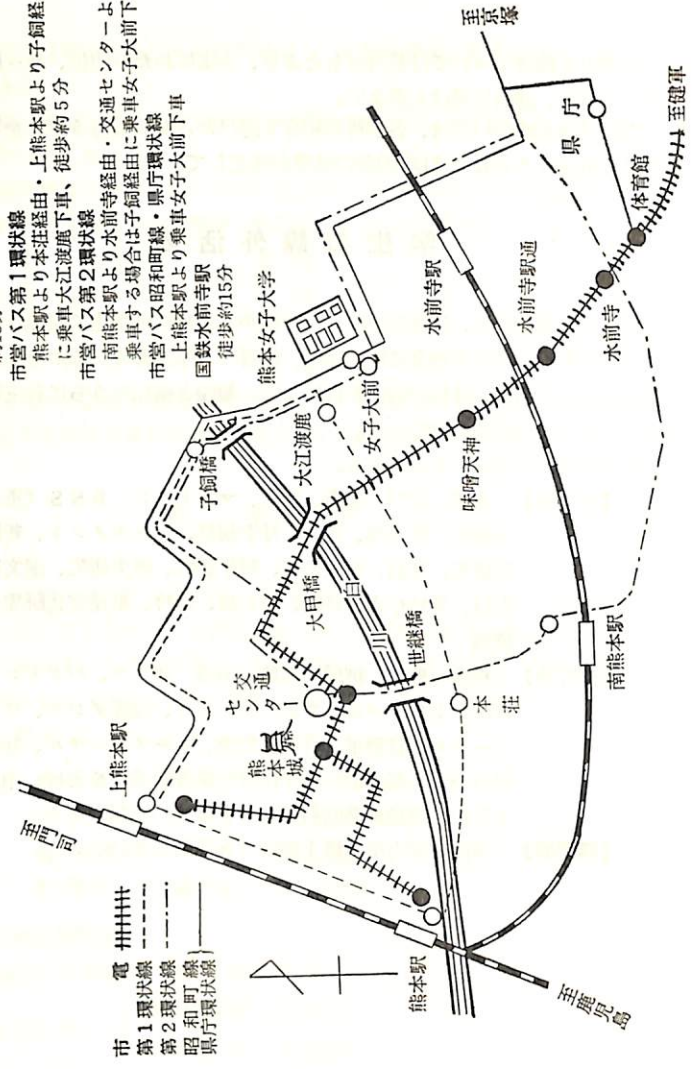 市営バス第1環状線
熊本駅より本荘経由・上熊本駅より子飼経
に乗車大江渡鹿下車、徒歩約5分
市営バス第2環状線
南熊本駅より水前寺経由・交通センターよ
乗車する場合は子飼経由に乗車女子大前下
市営バス昭和町線・県庁環状線
上熊本駅より乗車女子大前下車
国鉄水前寺駅
徒歩約15分
市電
第1環状線
第2環状線
昭和町線
県庁環状線
至門司
上熊本駅
熊本城
交通センター
子飼橋
熊本女子大学
大江渡鹿
女子大前
大甲橋
白川
世継橋
本荘
味噌天神
水前寺駅
水前寺駅通
水前寺
体育館
県庁
至京塚
至健軍
南熊本駅
熊本駅
至鹿児島